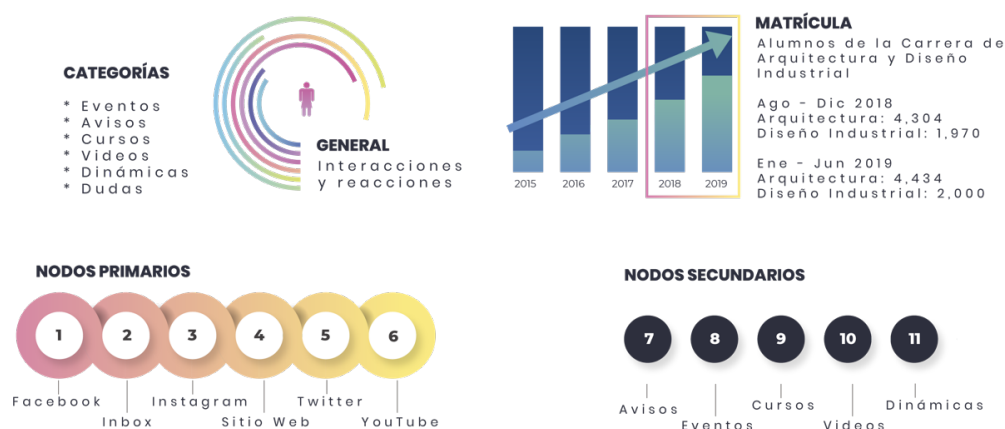 CATEGORÍAS
* Eventos
* Avisos
* Cursos
* Videos
* Dinámicas
* Dudas
GENERAL
Interacciones
y reacciones
2015 2016 2017 2018 2019
MATRÍCULA
Alumnos de la Carrera de
Arquitectura y Diseño
Industrial
Ago - Dic 2018
Arquitectura: 4,304
Diseño Industrial: 1,970
Ene - Jun 2019
Arquitectura: 4,434
Diseño Industrial: 2,000
NODOS PRIMARIOS
1 2 3 4 5 6
Facebook Instagram Twitter
Inbox Sitio Web YouTube
NODOS SECUNDARIOS
7 8 9 10 11
Avisos Cursos Dinámicas
Eventos Videos